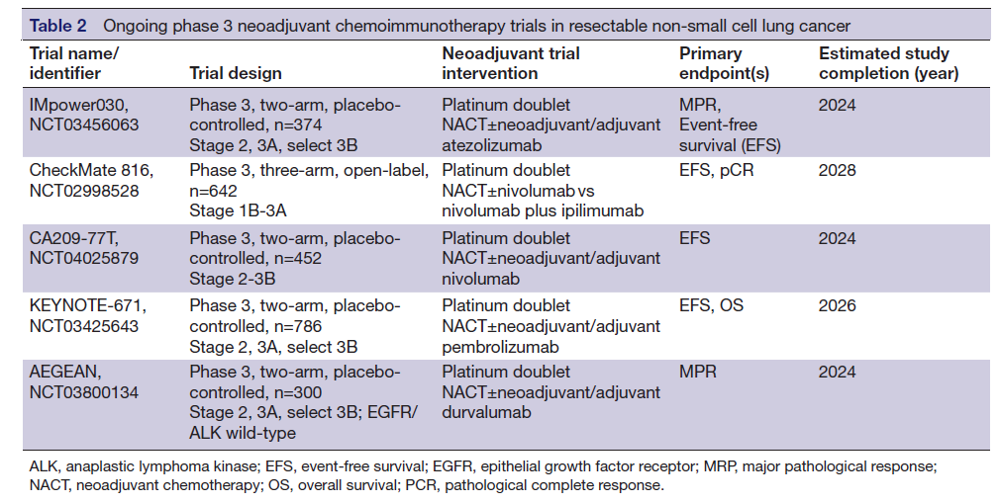 Table 2 Ongoing phase 3 neoadjuvant chemoimmunotherapy trials in resectable non-small cell lung cancer
Trial name/
identifier
Trial design
Neoadjuvant trial
intervention
Primary
endpoint(s)
Estimated study
completion (year)
IMpower030,
NCT03456063
Phase 3, two-arm, placebo-
controlled, n=374
Stage 2, 3A, select 3B
Platinum doublet
NACT±neoadjuvant/adjuvant
atezolizumab
MPR,
Event-free
survival (EFS)
2024
CheckMate 816,
NCT02998528
Phase 3, three-arm, open-label,
n=642
Stage 1B-3A
Platinum doublet
NACT±nivolumab vs
nivolumab plus ipilimumab
EFS, pCR
2028
CA209-77T,
NCT04025879
Phase 3, two-arm, placebo-
controlled, n=452
Stage 2-3B
Platinum doublet
NACT±neoadjuvant/adjuvant
nivolumab
EFS
2024
KEYNOTE-671,
NCT03425643
Phase 3, two-arm, placebo-
controlled, n=786
Stage 2, 3A, select 3B
Platinum doublet
NACT±neoadjuvant/adjuvant
pembrolizumab
EFS, OS
2026
AEGEAN,
NCT03800134
Phase 3, two-arm, placebo-
controlled, n=300
Stage 2, 3A, select 3B; EGFR/
ALK wild-type
Platinum doublet
NACT±neoadjuvant/adjuvant
durvalumab
MPR
2024
ALK, anaplastic lymphoma kinase; EFS, event-free survival; EGFR, epithelial growth factor receptor; MRP, major pathological response;
NACT, neoadjuvant chemotherapy; OS, overall survival; PCR, pathological complete response.